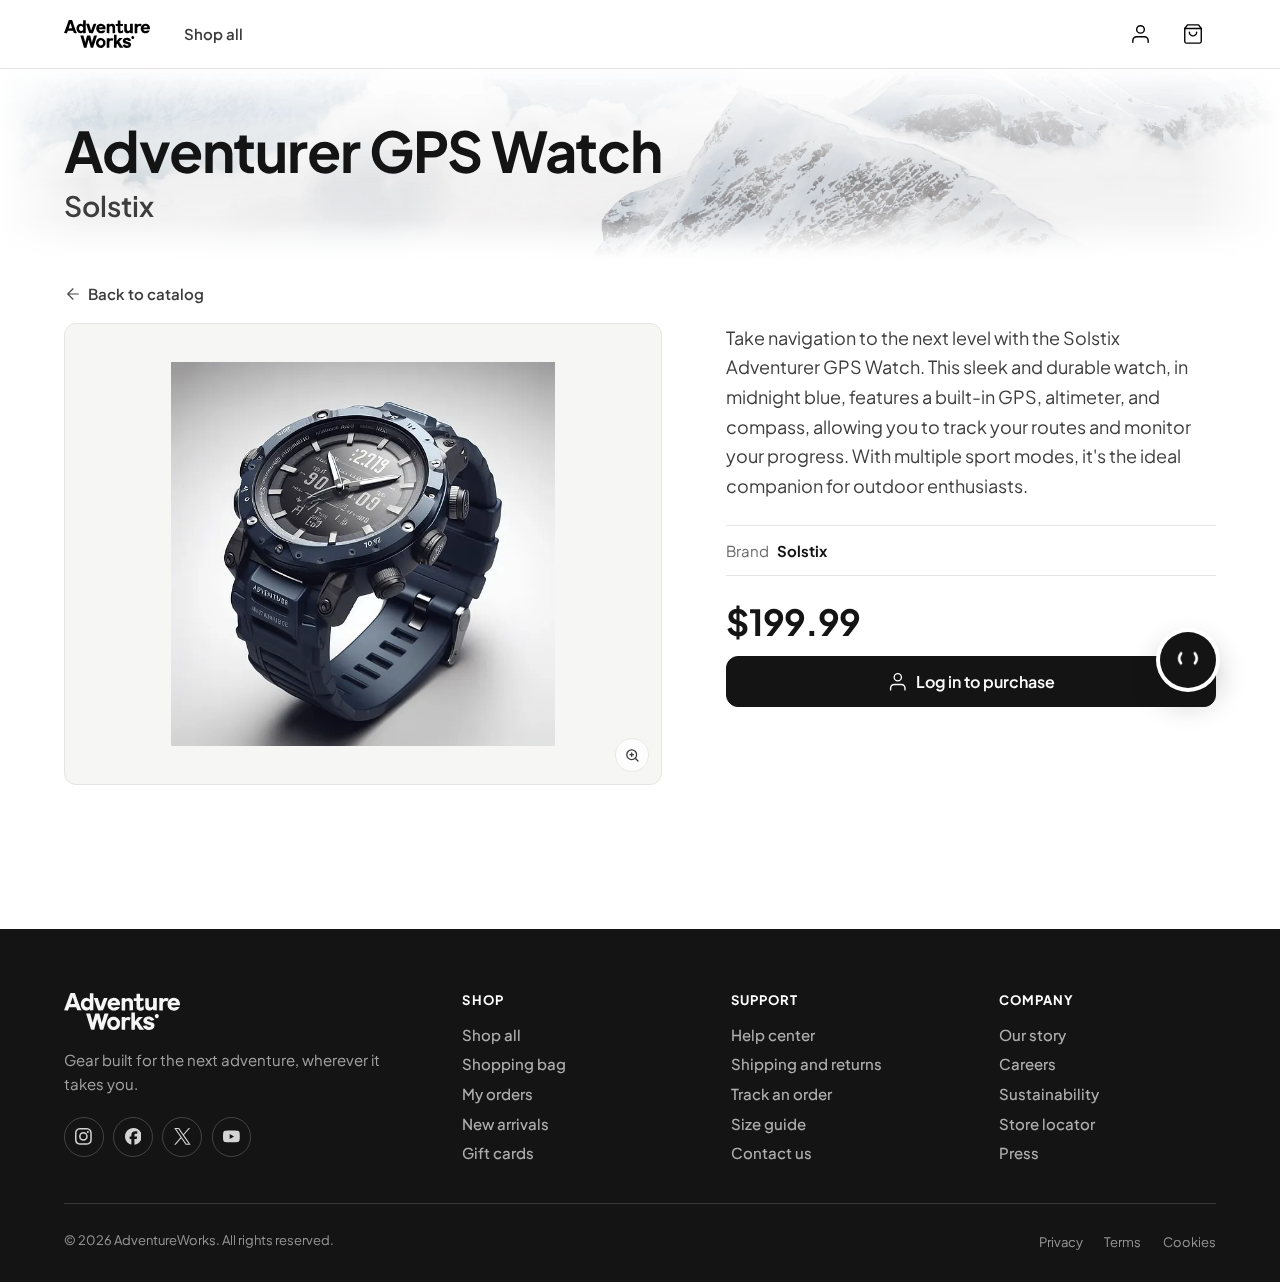 Adventure
Works
Shop all
Adventurer GPS Watch
Solstix
Back to catalog
Take navigation to the next level with the Solstix
Adventurer GPS Watch. This sleek and durable watch, in
midnight blue, features a built-in GPS, altimeter, and
compass, allowing you to track your routes and monitor
your progress. With multiple sport modes, it's the ideal
companion for outdoor enthusiasts.
Brand Solstix
$199.99
Log in to purchase
Adventure
Works
Gear built for the next adventure, wherever it
takes you.
SHOP
Shop all
Shopping bag
My orders
New arrivals
Gift cards
SUPPORT
Help center
Shipping and returns
Track an order
Size guide
Contact us
COMPANY
Our story
Careers
Sustainability
Store locator
Press
© 2026 AdventureWorks. All rights reserved.
Privacy Terms Cookies